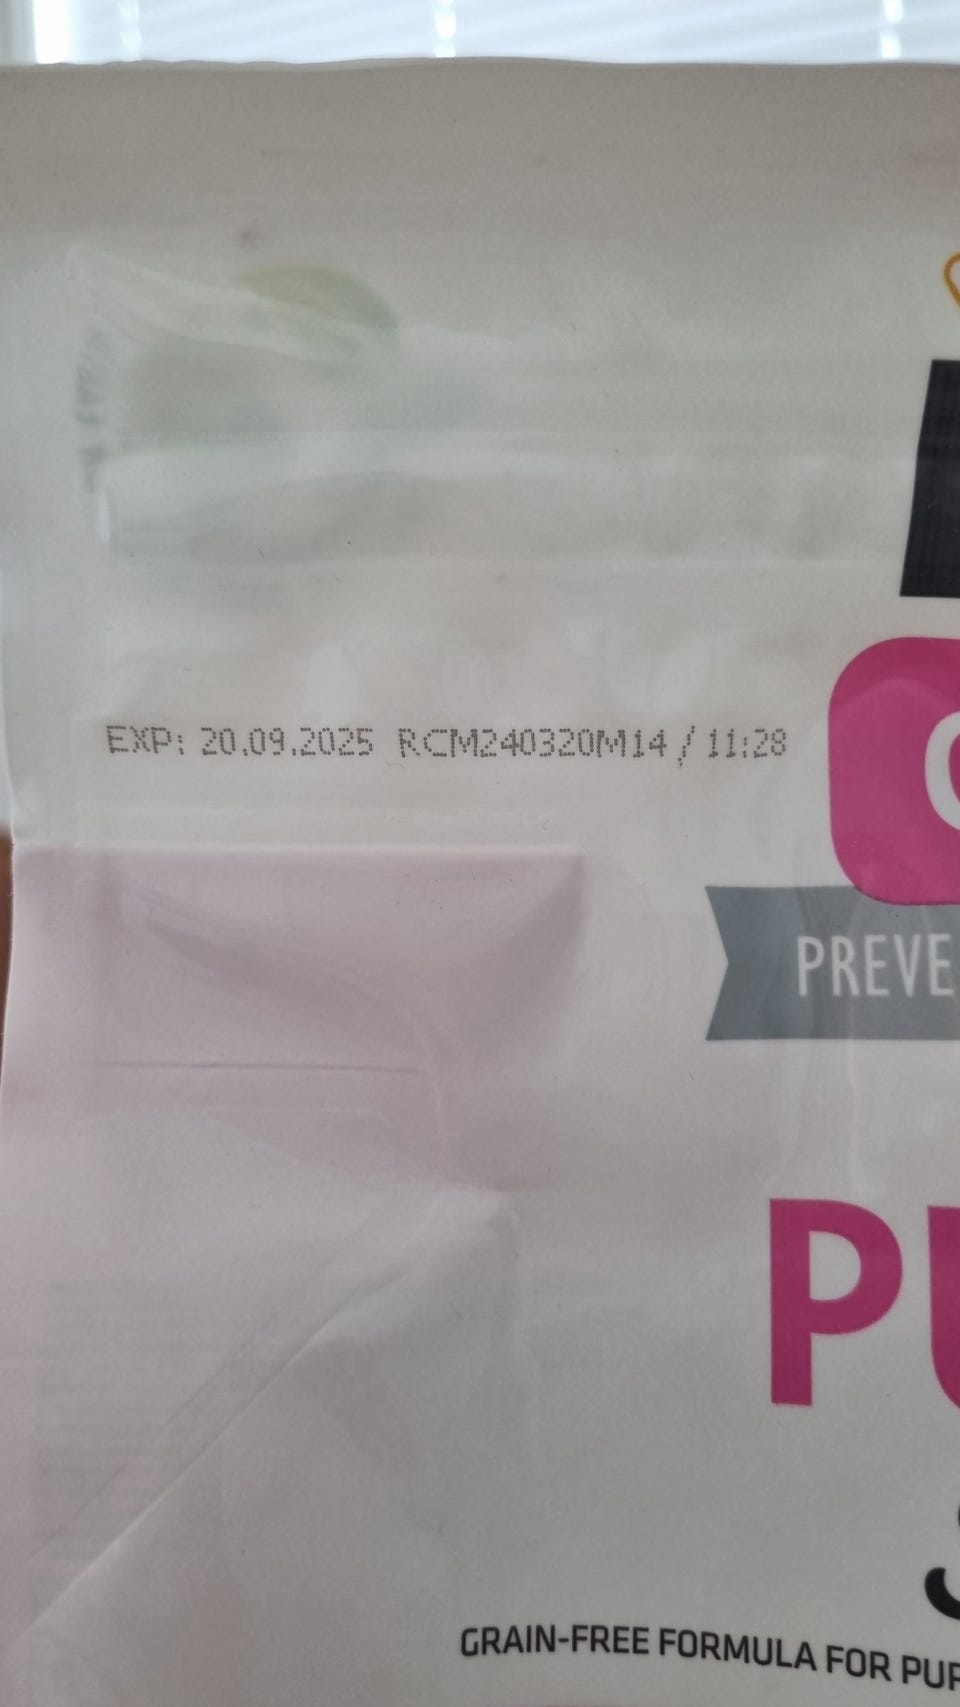 EXP: 20.09.2025 RCM240320M14 / 11:28
PREVE
PU
GRAIN-FREE FORMULA FOR PUP